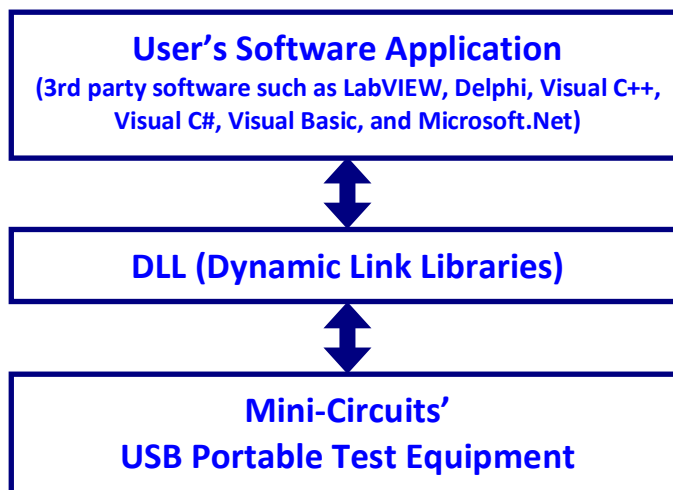 User’s Software Application
(3rd party software such as LabVIEW, Delphi, Visual C++,
Visual C#, Visual Basic, and Microsoft.Net)
DLL (Dynamic Link Libraries)
Mini-Circuits’
USB Portable Test Equipment